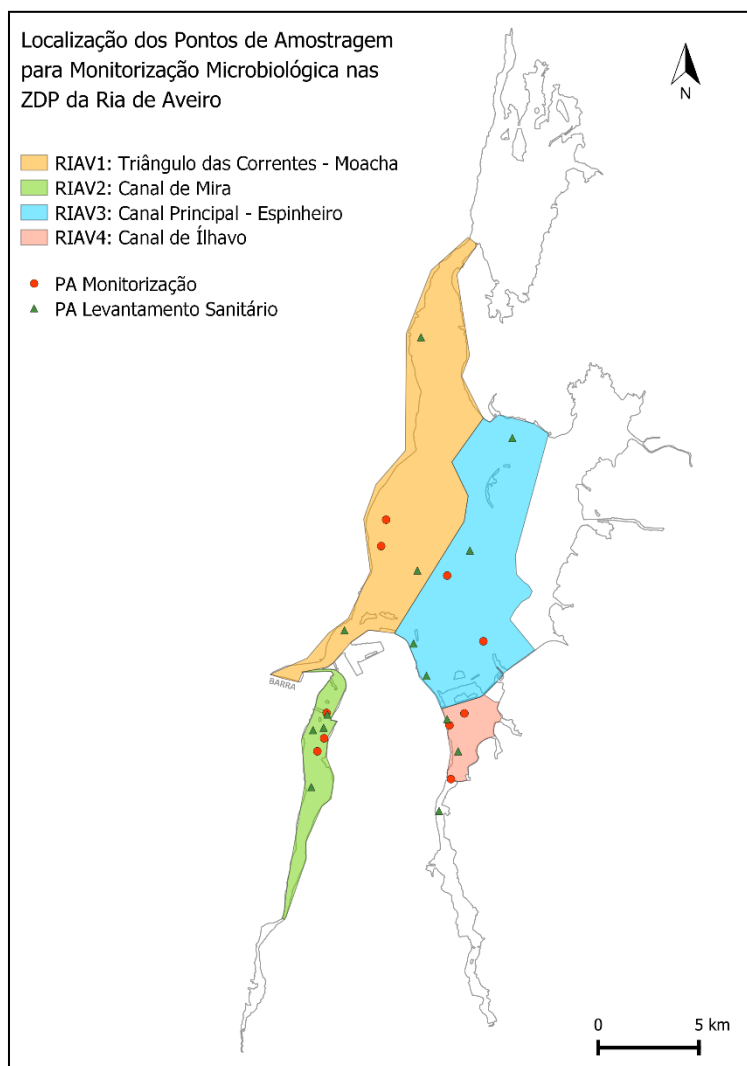 Localização dos Pontos de Amostragem
para Monitorização Microbiológica nas
ZDP da Ria de Aveiro
N
RIAV1: Triângulo das Correntes - Moacha
RIAV2: Canal de Mira
RIAV3: Canal Principal - Espinheiro
RIAV4: Canal de Ílhavo
PA Monitorização
PA Levantamento Sanitário
BARRA
0 5 km